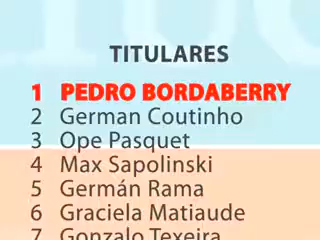 TITULARES
1 PEDRO BORDABERRY
2 German Coutinho
3 Ope Pasquet
4 Max Sapolinski
5 Germán Rama
6 Graciela Matiaude
7 Gonzalo Texeira